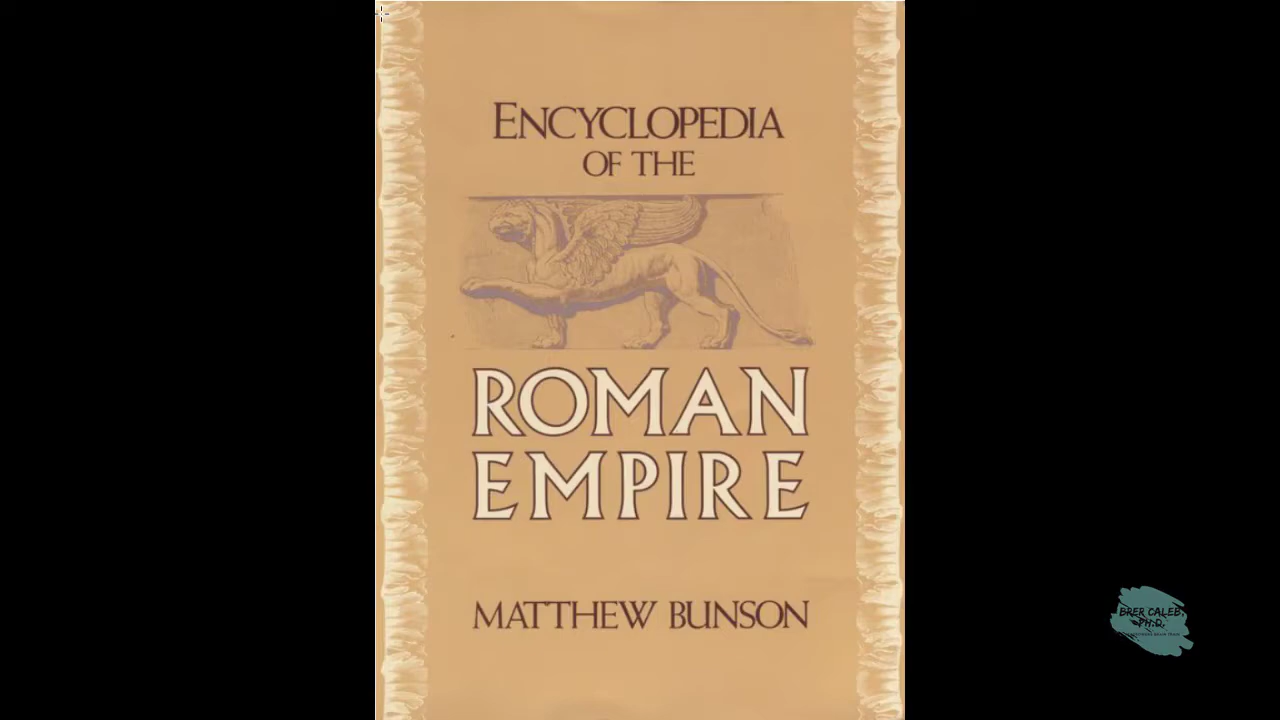 ENCYCLOPEDIA
OF THE
ROMAN
EMPIRE
MATTHEW BUNSON
BRER CALEB,
PH.D.